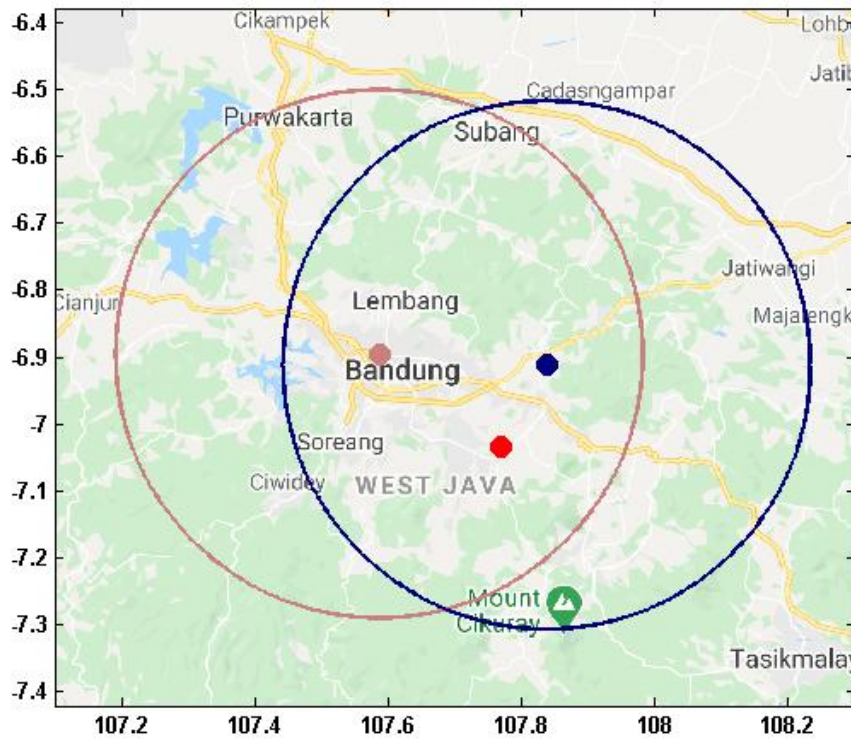 -6.4
Cikampek
Lohb
Jatib
-6.5
Cadasngampar
Purwakarta
Subang
-6.6
-6.7
Jatiwangi
-6.8
Cianjur
Lembang
Majalengk
-6.9
Bandung
-7
Soreang
Ciwidey
WEST JAVA
-7.1
-7.2
Mount
Cikuray
-7.3
Tasikmalay
-7.4
107.2 107.4 107.6 107.8 108 108.2